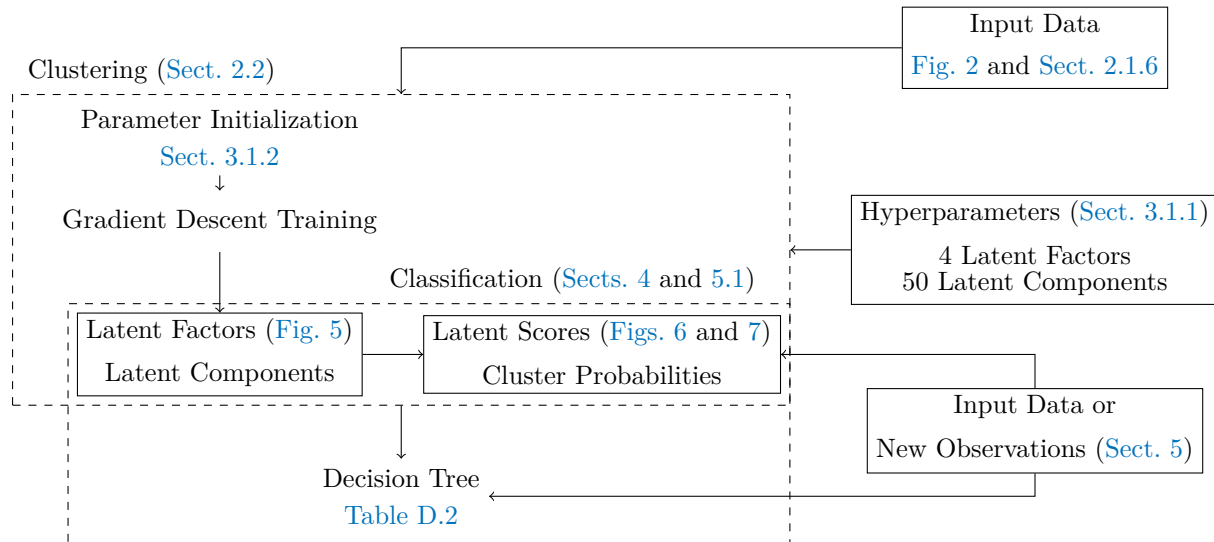 Input Data
Fig. 2 and Sect. 2.1.6
Clustering (Sect. 2.2)
Parameter Initialization
Sect. 3.1.2
Gradient Descent Training
Hyperparameters (Sect. 3.1.1)
4 Latent Factors
50 Latent Components
Classification (Sects. 4 and 5.1)
Latent Factors (Fig. 5)
Latent Components
Latent Scores (Figs. 6 and 7)
Cluster Probabilities
Input Data or
New Observations (Sect. 5)
Decision Tree
Table D.2